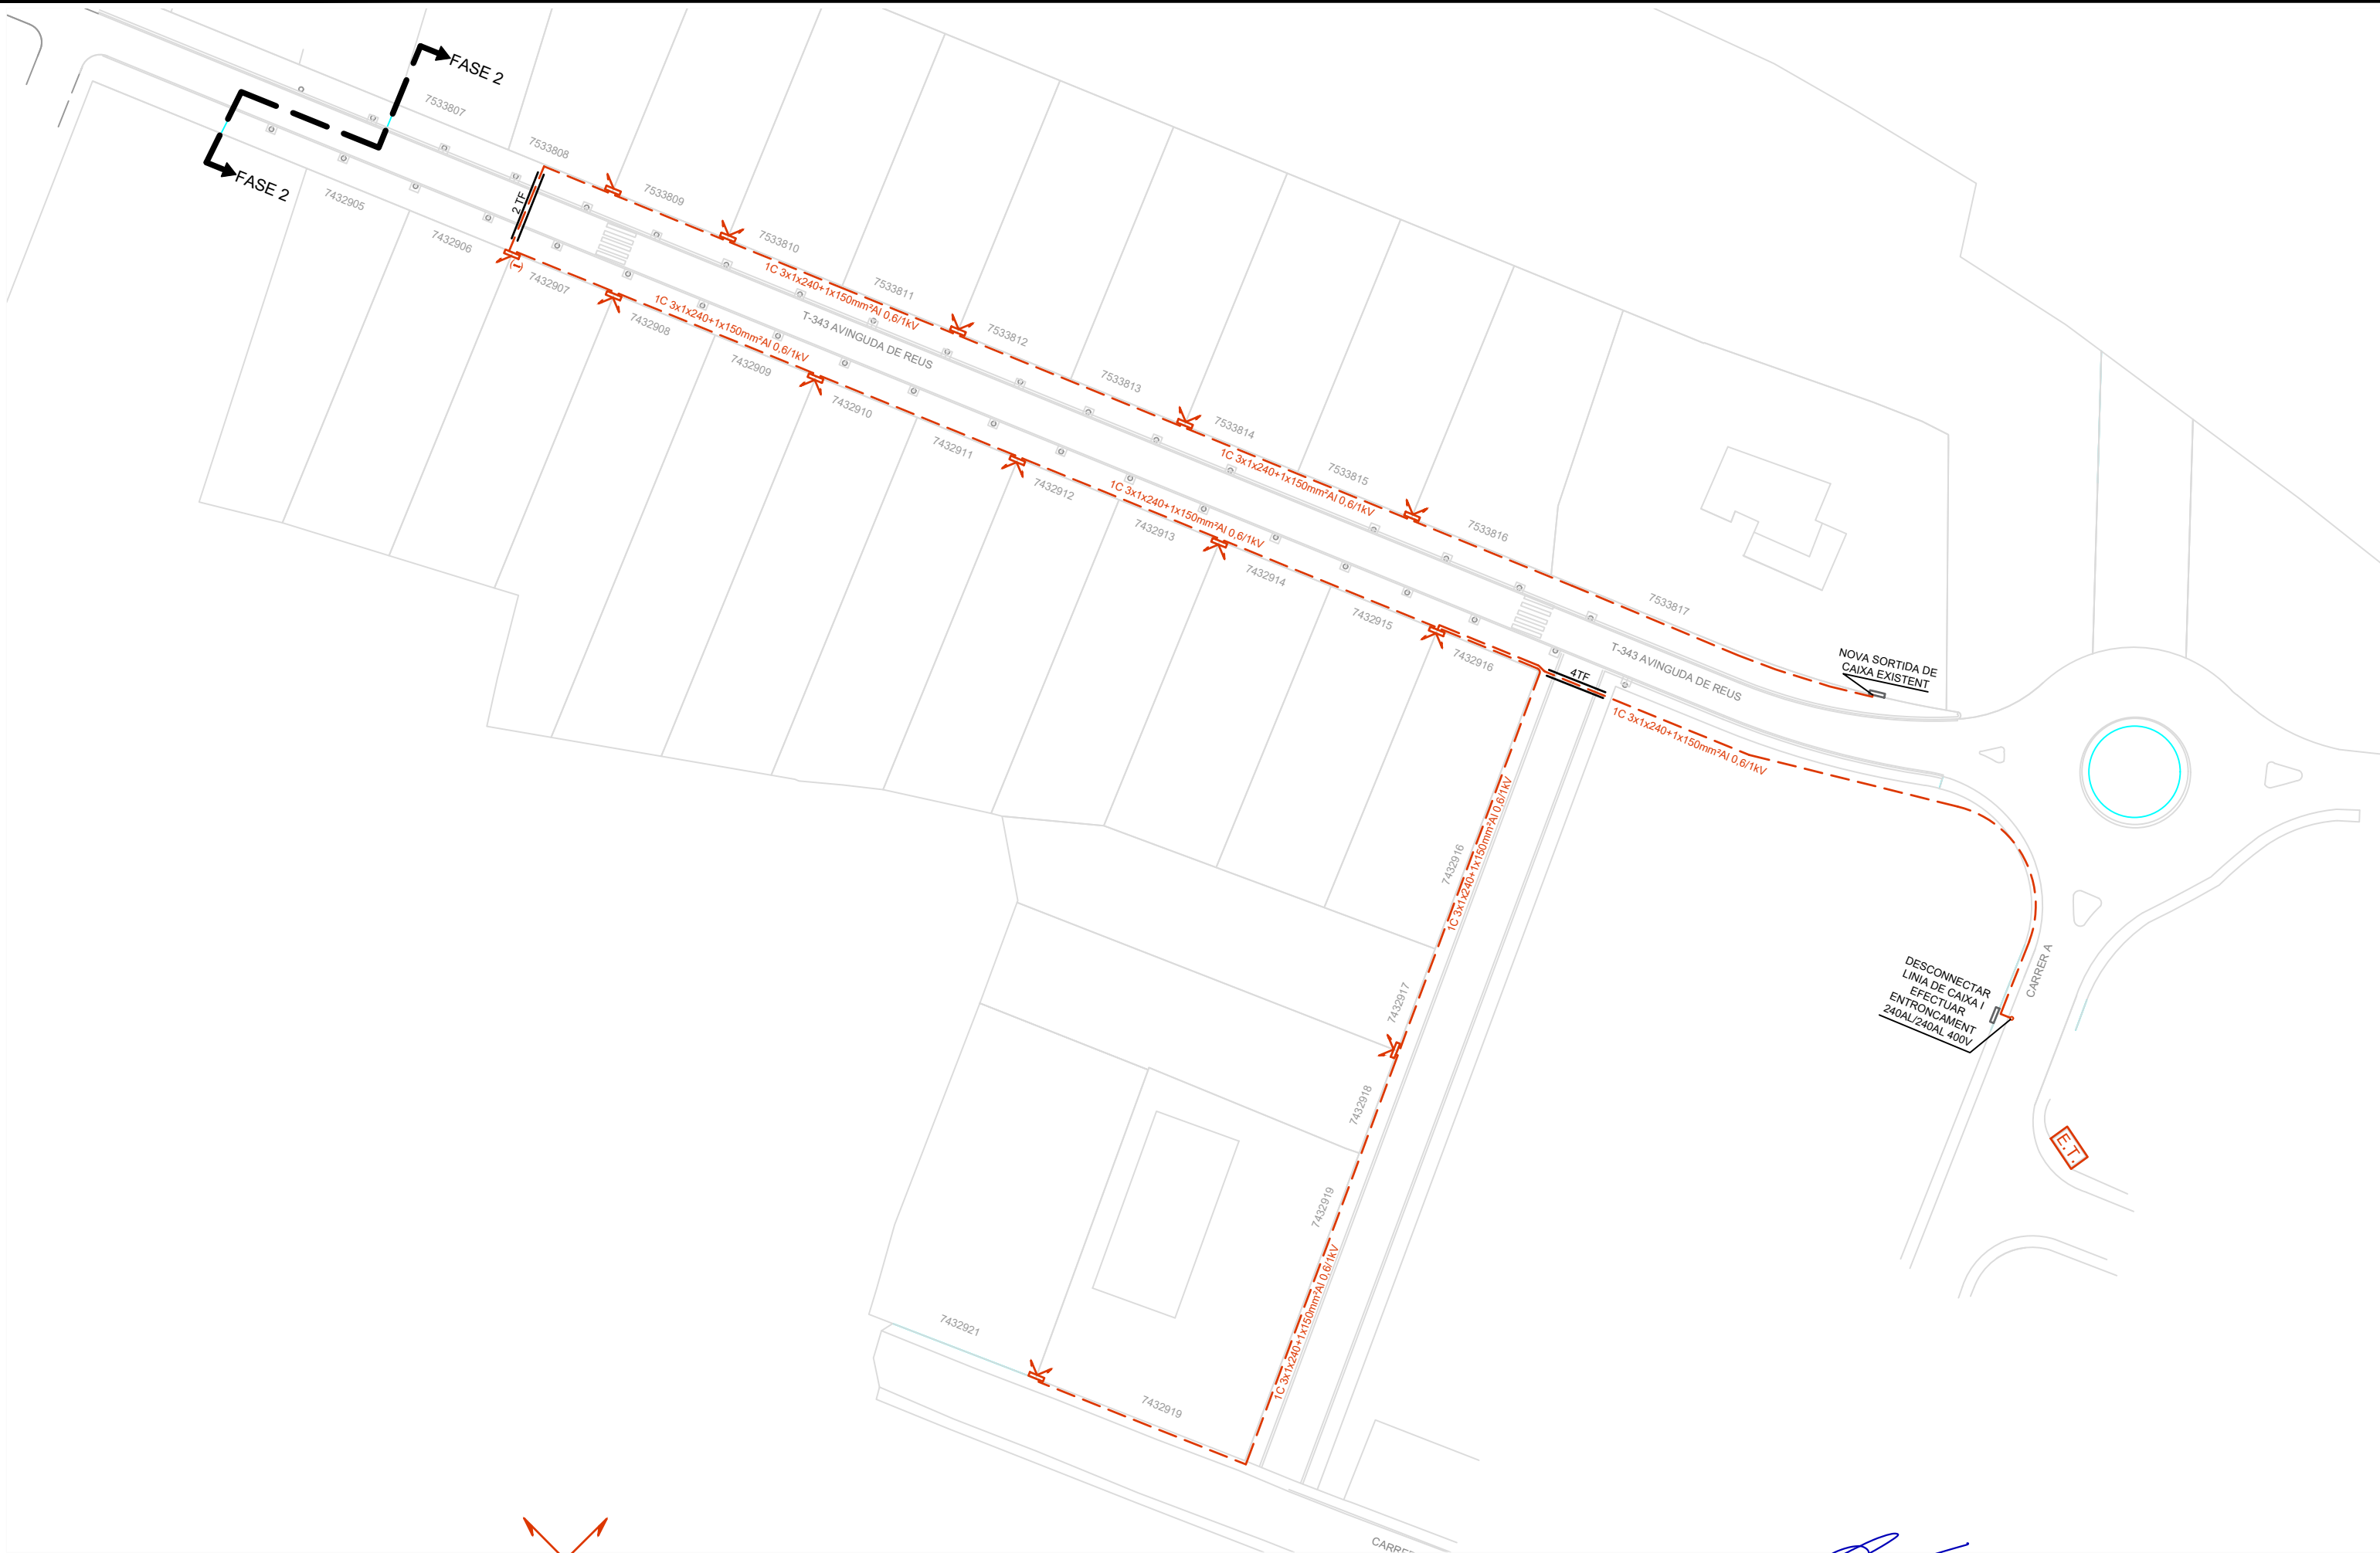 FASE 2
FASE 2
7533807
7533808
2 TF
7533809
7533810
1C 3x1x240+1x150mm²Al 0,6/1kV
7533811
7533812
7533813
7533814
1C 3x1x240+1x150mm²Al 0,6/1kV
7533815
7533816
7533817
T-343 AVINGUDA DE REUS
7432905
7432906
(1)
7432907
1C 3x1x240+1x150mm²Al 0,6/1kV
7432908
7432909
7432910
7432911
7432912
1C 3x1x240+1x150mm²Al 0,6/1kV
7432913
7432914
7432915
7432916
4TF
T-343 AVINGUDA DE REUS
NOVA SORTIDA DE
CAIXA EXISTENT
1C 3x1x240+1x150mm²Al 0,6/1kV
1C 3x1x240+1x150mm²Al 0,6/1kV
7432916
7432917
7432918
7432919
1C 3x1x240+1x150mm²Al 0,6/1kV
7432921
7432919
DESCONNECTAR
LINIA DE CAIXA I
EFECTUAR
ENTRONCAMENT
240AL/240AL 400V
CARRER A
E.T.